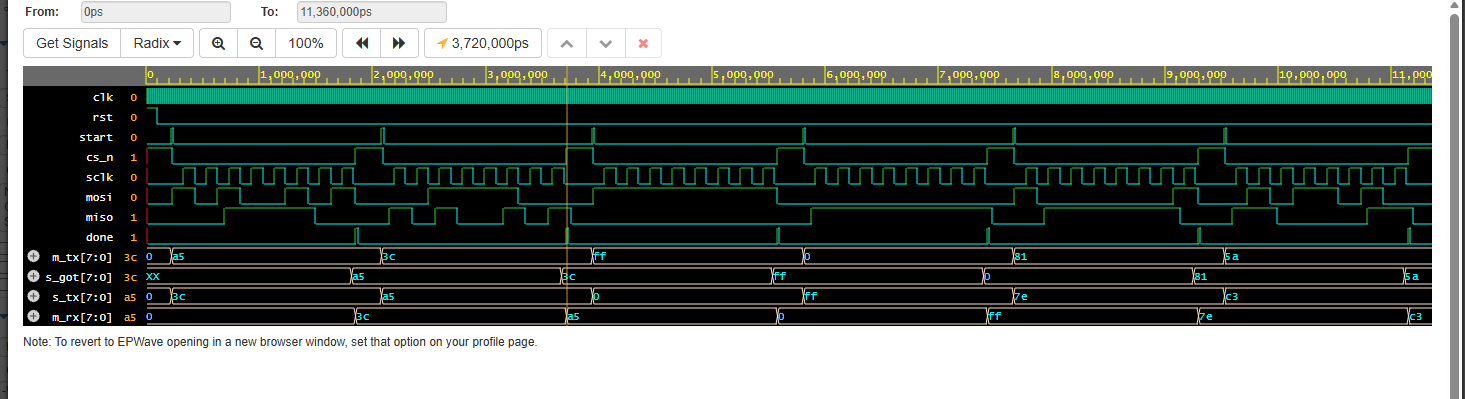 From: 0ps To: 11,360,000ps
Get Signals Radix 100% 3,720,000ps
0 1,000,000 2,000,000 3,000,000 4,000,000 5,000,000 6,000,000 7,000,000 8,000,000 9,000,000 10,000,000 11,000
clk 0
rst 0
start 0
cs_n 1
sclk 0
mosi 0
miso 1
done 1
m_tx[7:0] 3c 0 a5 3c ff 0 81 5a
s_got[7:0] 3c XX a5 3c ff 0 81 5a
s_tx[7:0] a5 0 3c a5 0 ff 7e c3
m_rx[7:0] a5 0 3c a5 0 ff 7e c3
Note: To revert to EPWave opening in a new browser window, set that option on your profile page.